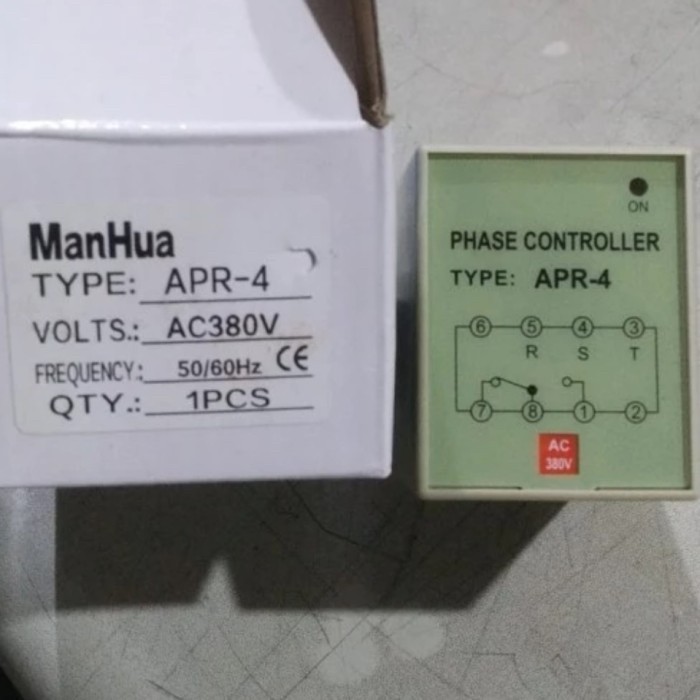 ManHua
TYPE: APR-4
VOLTS.: AC380V
FREQUENCY.: 50/60Hz CE
QTY.: 1PCS
ON
PHASE CONTROLLER
TYPE: APR-4
6 5 4 3
R S T
7 8 1 2
AC
380V